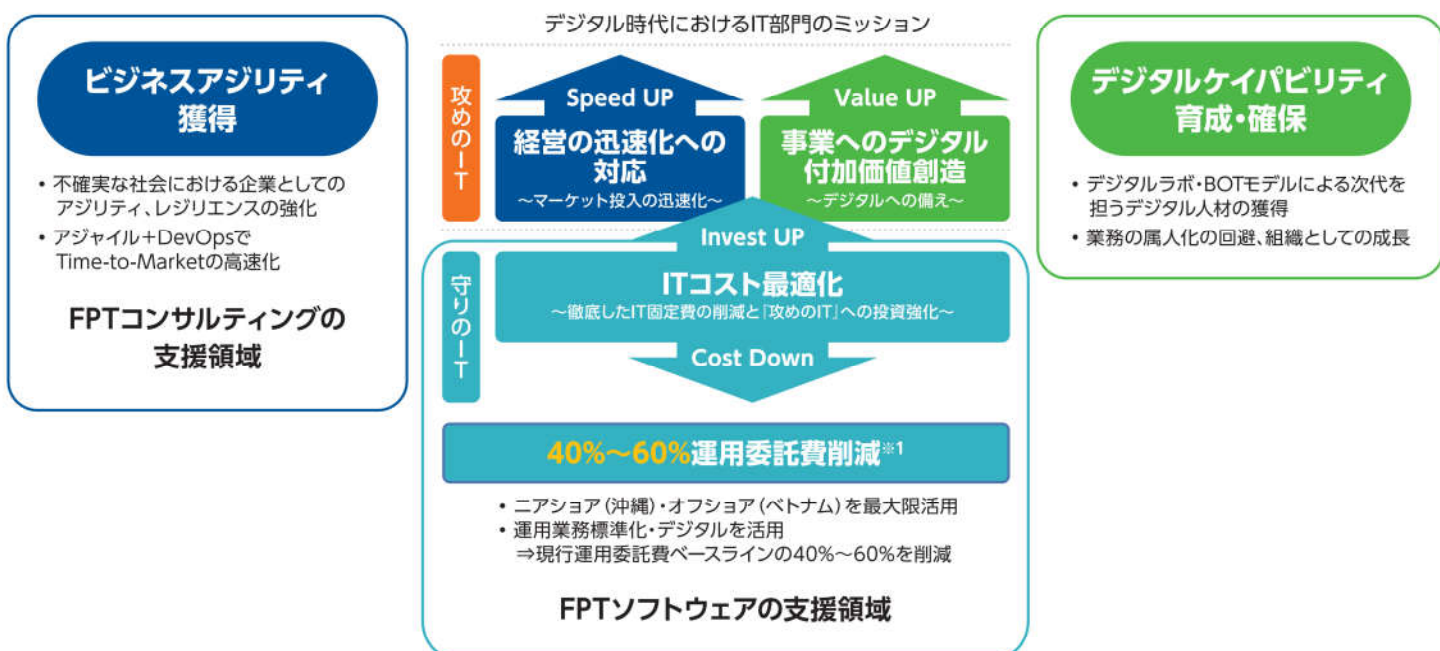 デジタル時代におけるIT部門のミッション
ビジネスアジリティ
獲得
・不確実な社会における企業としての
アジリティ、レジリエンスの強化
・アジャイル+DevOpsで
Time-to-Marketの高速化
FPTコンサルティングの
支援領域
攻めのIT
Speed UP
経営の迅速化への
対応
～マーケット投入の迅速化～
Value UP
事業へのデジタル
付加価値創造
～デジタルへの備え～
守りのIT
Invest UP
ITコスト最適化
～徹底したIT固定費の削減と『攻めのIT』への投資強化～
Cost Down
40%～60%運用委託費削減※1
・ニアショア(沖縄)・オフショア(ベトナム)を最大限活用
・運用業務標準化・デジタルを活用
⇒現行運用委託費ベースラインの40%～60%を削減
FPTソフトウェアの支援領域
デジタルケイパビリティ
育成・確保
・デジタルラボ・BOTモデルによる次代を
担うデジタル人材の獲得
・業務の属人化の回避、組織としての成長